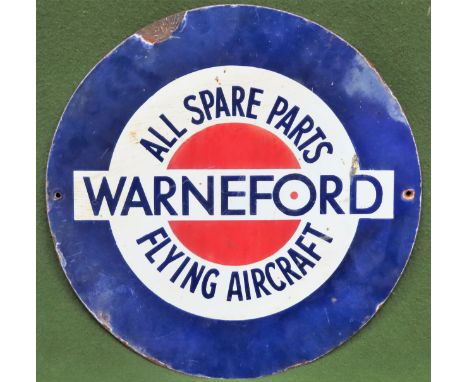 ALL SPARE PARTS
WARNEFORD
FLYING AIRCRAFT